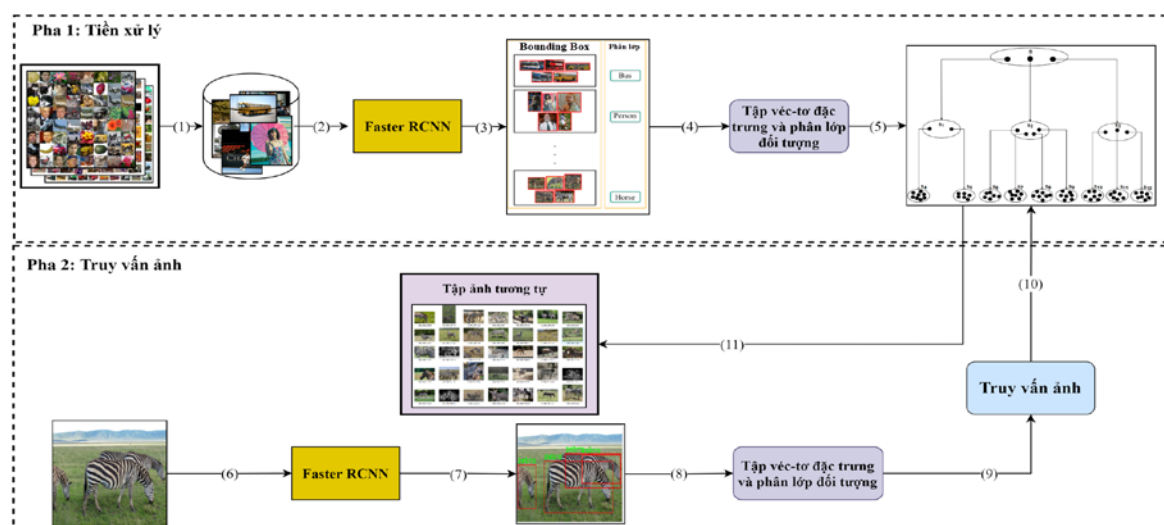 Pha 1: Tiền xử lý
Bounding Box
Phân lớp
Bus
Person
Horse
(1)
(2)
Faster RCNN
(3)
(4)
Tập véc-tơ đặc
trưng và phân lớp
đối tượng
(5)
Pha 2: Truy vấn ảnh
Tập ảnh tương tự
(10)
(11)
Truy vấn ảnh
(6)
Faster RCNN
(7)
(8)
Tập véc-tơ đặc trưng
và phân lớp đối tượng
(9)